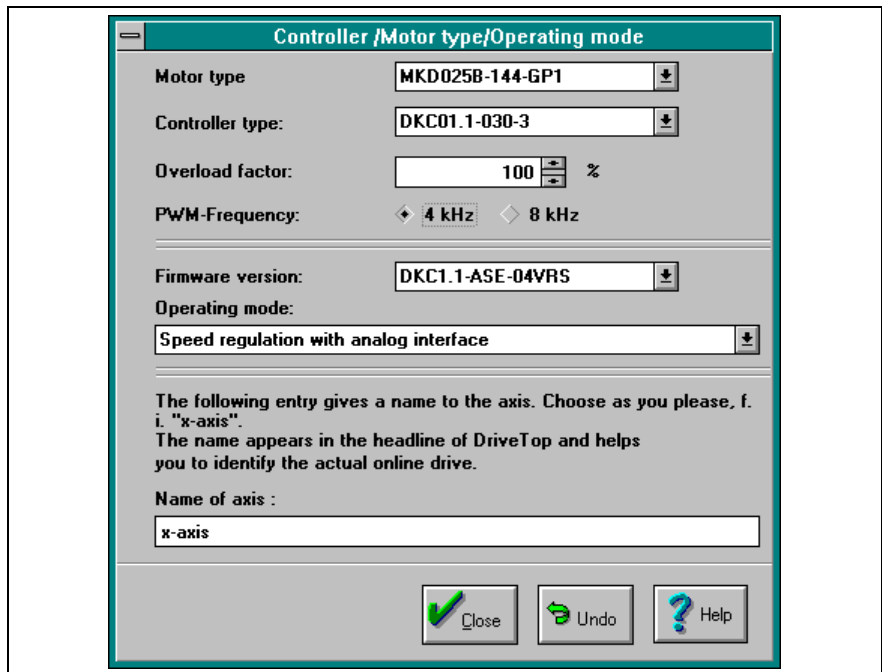 Controller /Motor type/Operating mode
Motor type MKD025B-144-GP1
Controller type: DKC01.1-030-3
Overload factor: 100 %
PWM-Frequency: 4 kHz 8 kHz
Firmware version: DKC1.1-ASE-04VRS
Operating mode:
Speed regulation with analog interface
The following entry gives a name to the axis. Choose as you please, f.
i. "x-axis".
The name appears in the headline of DriveTop and helps
you to identify the actual online drive.
Name of axis :
x-axis
Close Undo Help